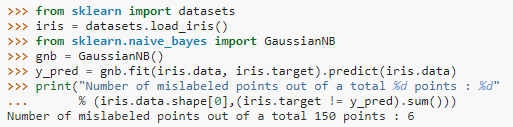 >>> from sklearn import datasets
>>> iris = datasets.load_iris()
>>> from sklearn.naive_bayes import GaussianNB
>>> gnb = GaussianNB()
>>> y_pred = gnb.fit(iris.data, iris.target).predict(iris.data)
>>> print("Number of mislabeled points out of a total %d points : %d"
...       % (iris.data.shape[0],(iris.target != y_pred).sum()))
Number of mislabeled points out of a total 150 points : 6